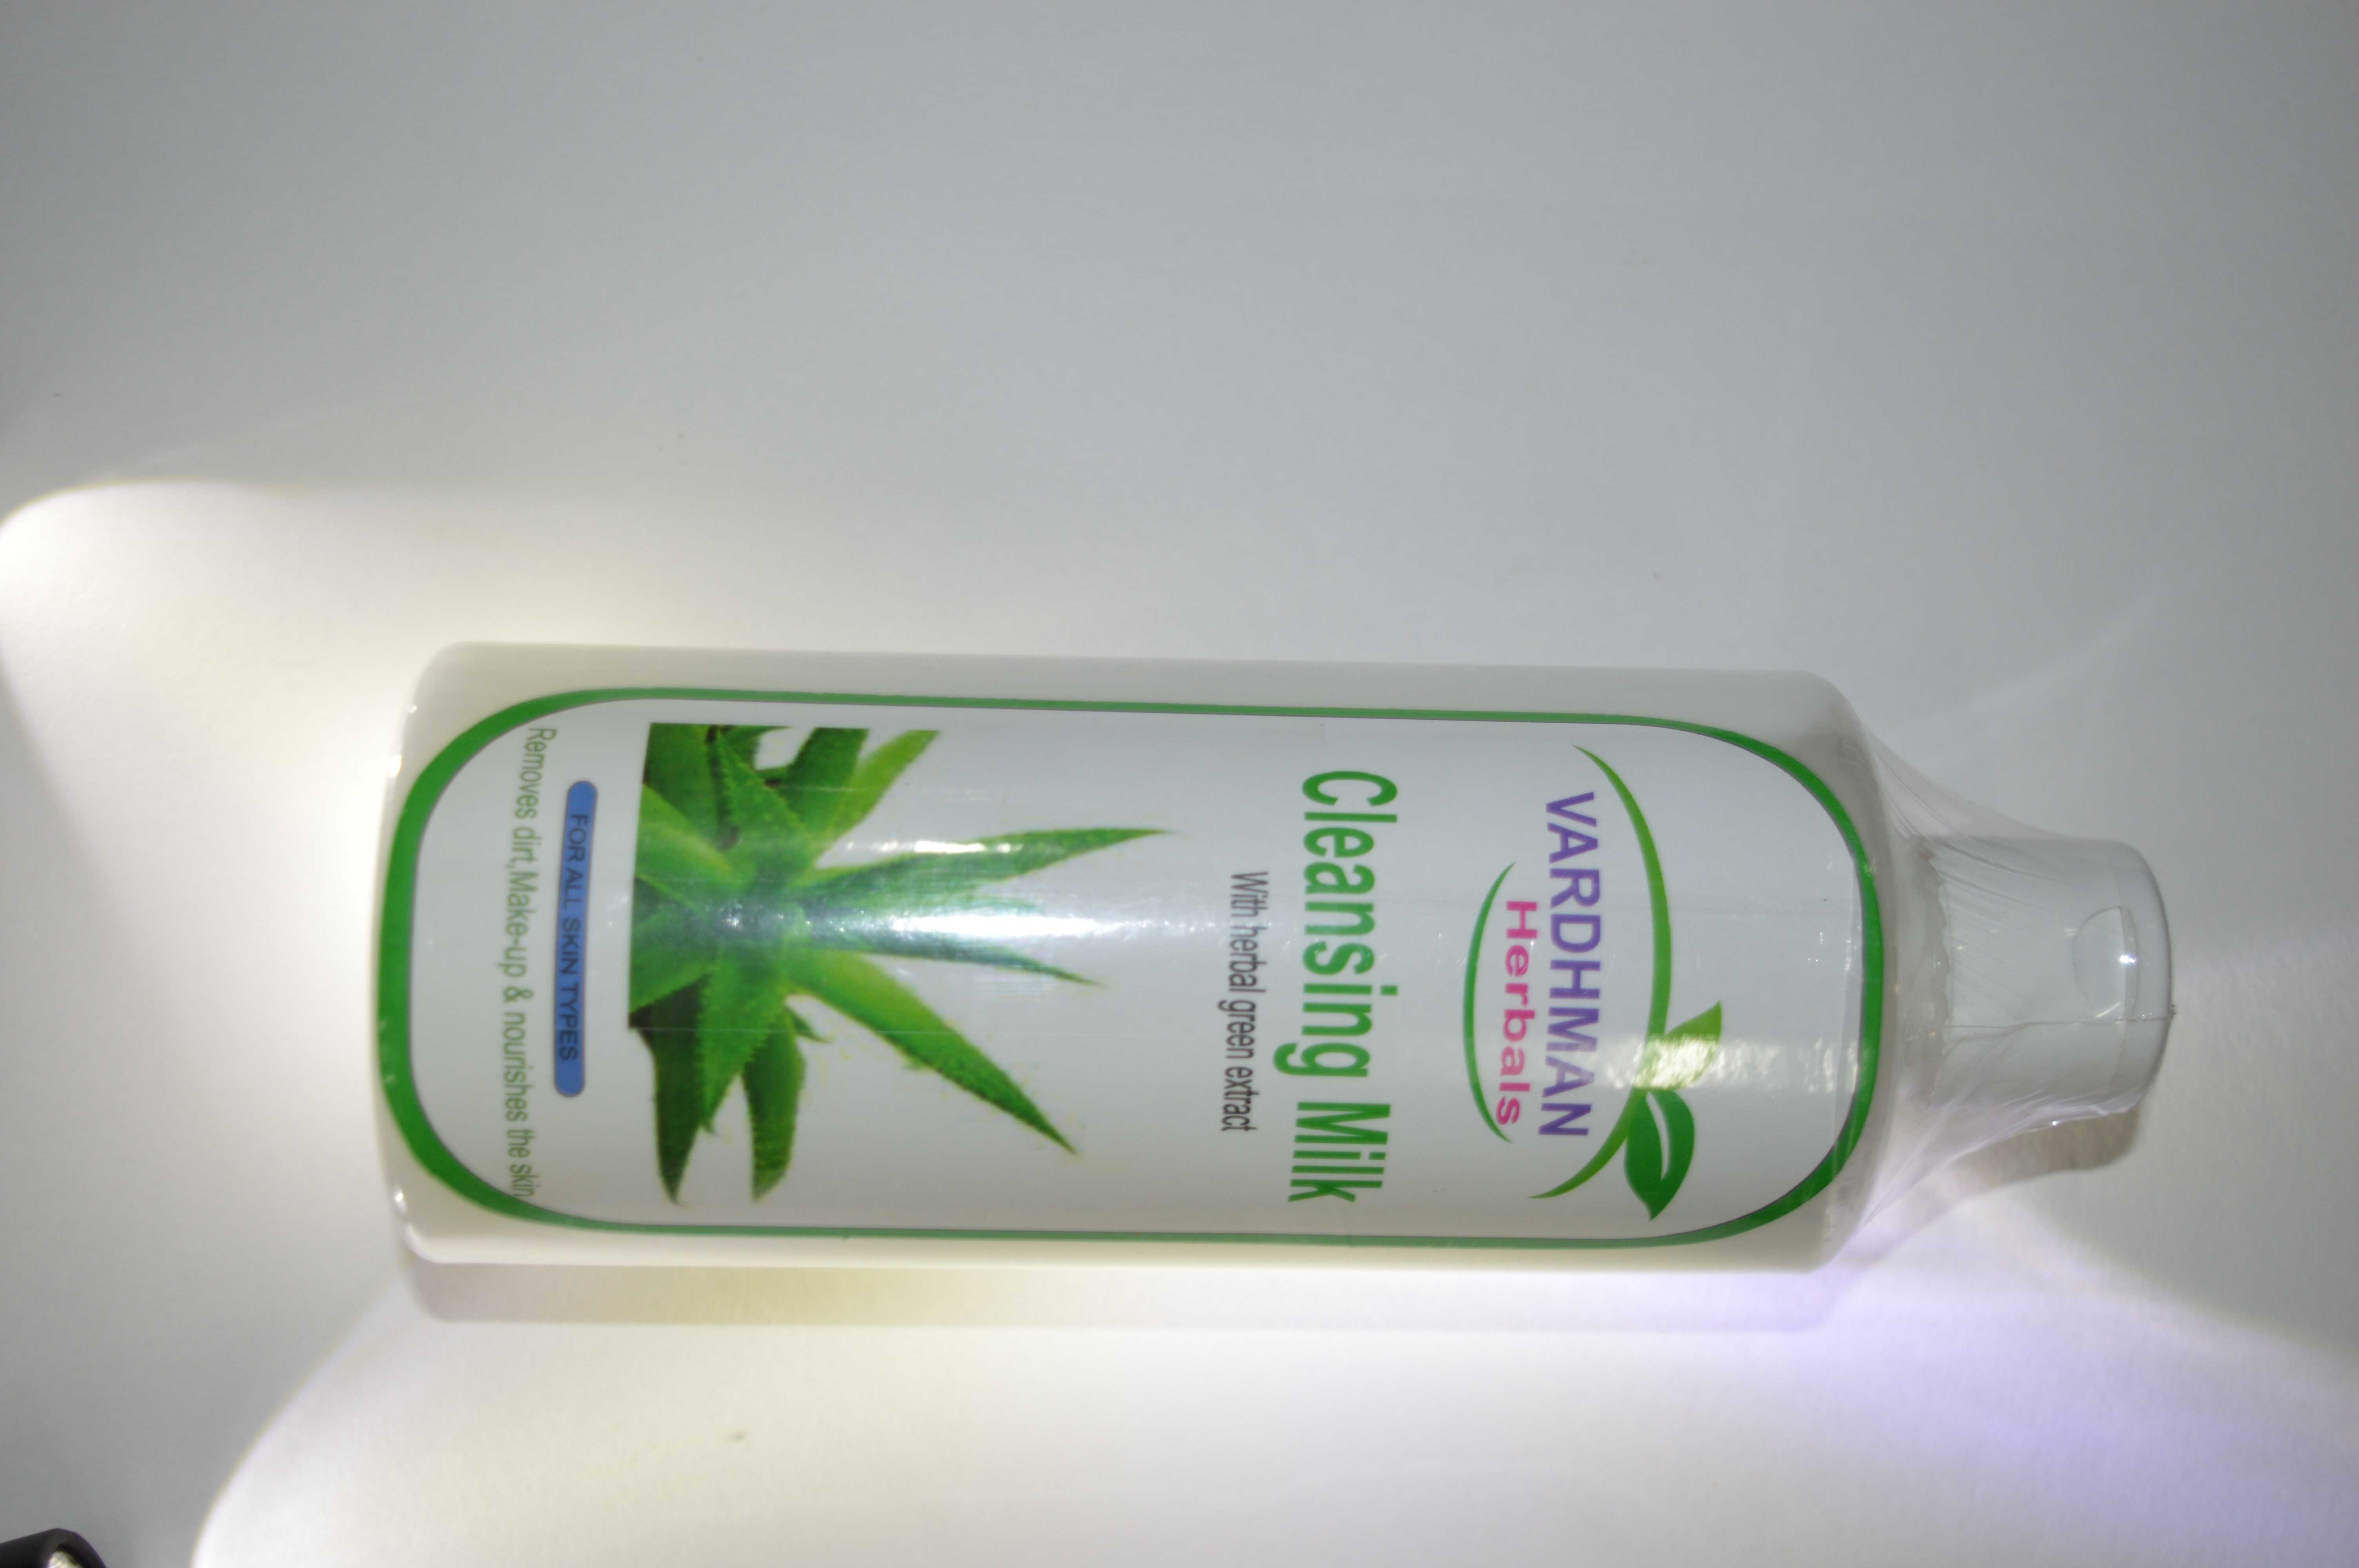 VARDHMAN
Herbals
Cleansing Milk
With herbal green extract
FOR ALL SKIN TYPES
Removes dirt,Make-up & nourishes the skin